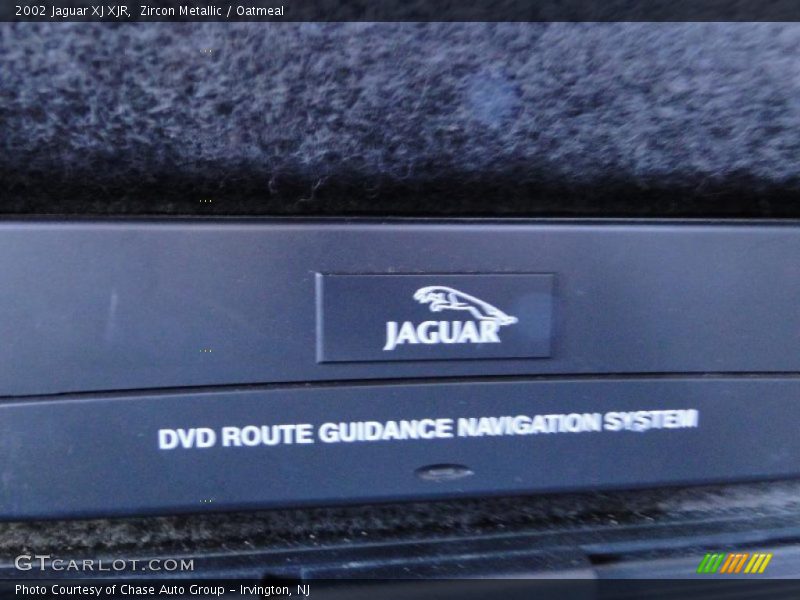 2002 Jaguar XJ XJR, Zircon Metallic / Oatmeal
JAGUAR
DVD ROUTE GUIDANCE NAVIGATION SYSTEM
GTCARLOT.COM
Photo Courtesy of Chase Auto Group - Irvington, NJ